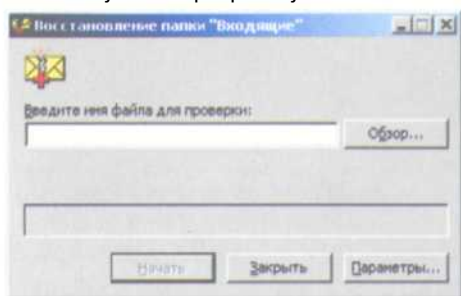 Восстановление папки "Входящие"
Введите имя файла для проверки:
Обзор...
Начать
Закрыть
Параметры...